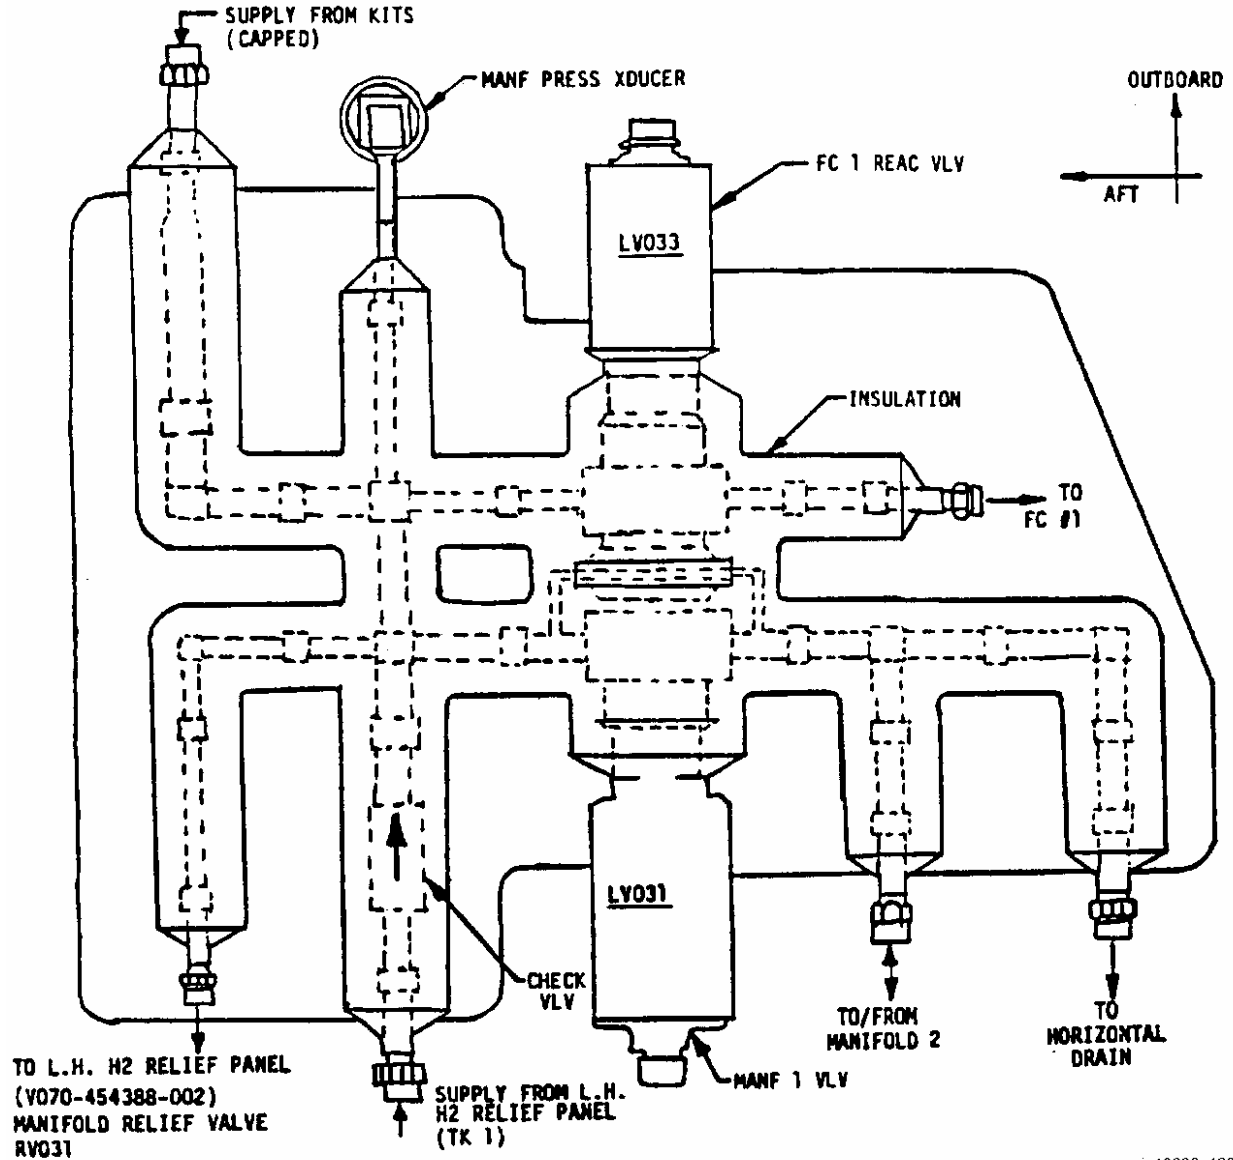 SUPPLY FROM KITS
(CAPPED)
MANF PRESS XDUCER
OUTBOARD
FC 1 REAC VLV
AFT
LV033
INSULATION
TO
FC #1
LV031
CHECK
VLV
TO/FROM
MANIFOLD 2
TO
HORIZONTAL
DRAIN
TO L.H. H2 RELIEF PANEL
(V070-454388-002)
MANIFOLD RELIEF VALVE
RV031
SUPPLY FROM L.H.
H2 RELIEF PANEL
(TK 1)
MANF 1 VLV